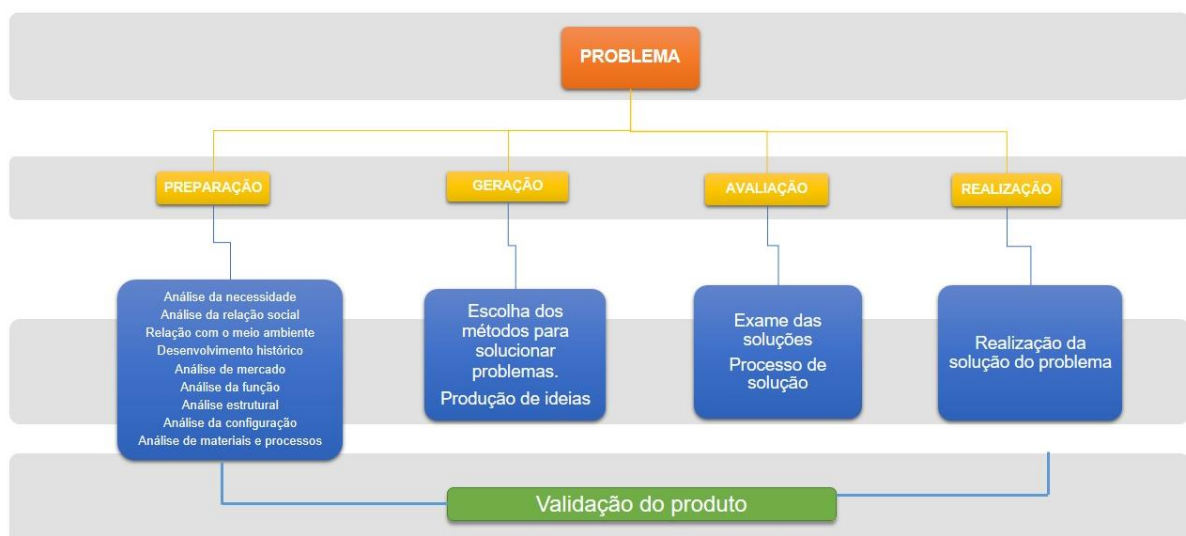 PROBLEMA
PREPARAÇÃO
GERAÇÃO
AVALIAÇÃO
REALIZAÇÃO
Análise da necessidade
Análise da relação social
Relação com o meio ambiente
Desenvolvimento histórico
Análise de mercado
Análise da função
Análise estrutural
Análise da configuração
Análise de materiais e processos
Escolha dos
métodos para
solucionar
problemas.
Produção de ideias
Exame das
soluções
Processo de
solução
Realização da
solução do problema
Validação do produto